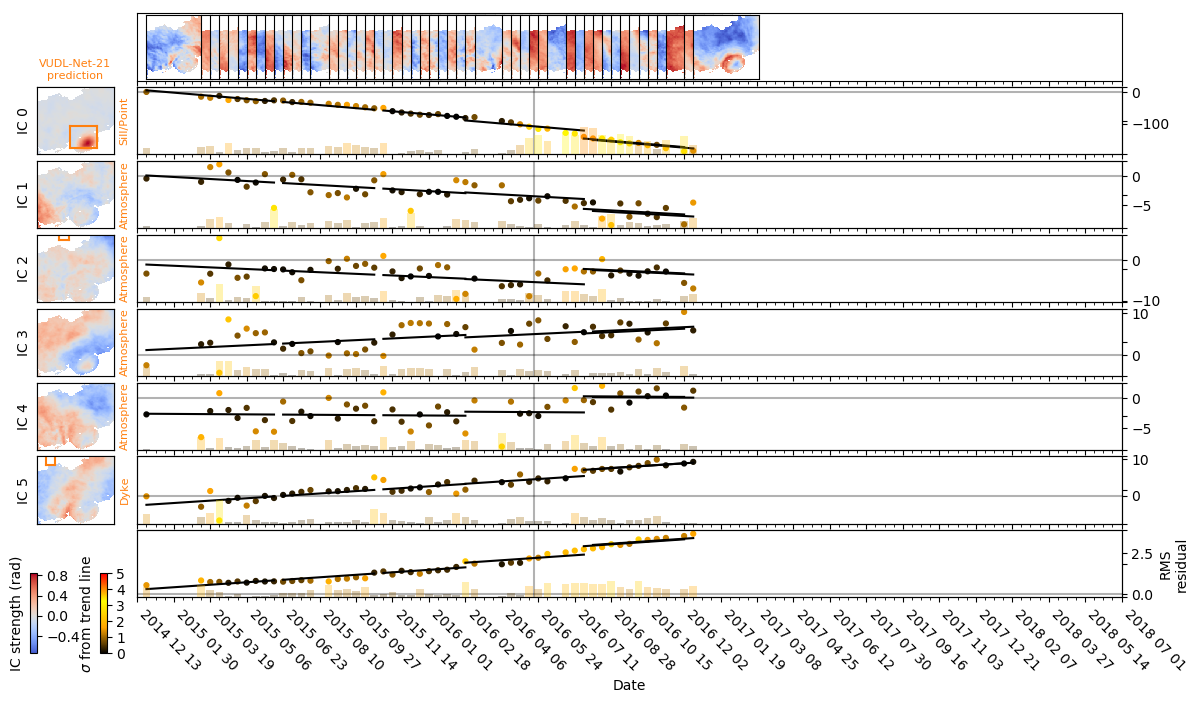 VUDL-Net-21
prediction
IC 0
Sill/Point
0
−100
IC 1
Atmosphere
0
−5
IC 2
Atmosphere
0
−10
IC 3
Atmosphere
10
0
IC 4
Atmosphere
0
−5
IC 5
Dyke
10
0
2.5
0.0
RMS
residual
IC strength (rad)
0.8
0.4
0.0
−0.4
σ from trend line
5
4
3
2
1
0
2014 12 13
2015 01 30
2015 03 19
2015 05 06
2015 06 23
2015 08 10
2015 09 27
2015 11 14
2016 01 01
2016 02 18
2016 04 06
2016 05 24
2016 07 11
2016 08 28
2016 10 15
2016 12 02
2017 01 19
2017 03 08
2017 04 25
2017 06 12
2017 07 30
2017 09 16
2017 11 03
2017 12 21
2018 02 07
2018 03 27
2018 05 14
2018 07 01
Date